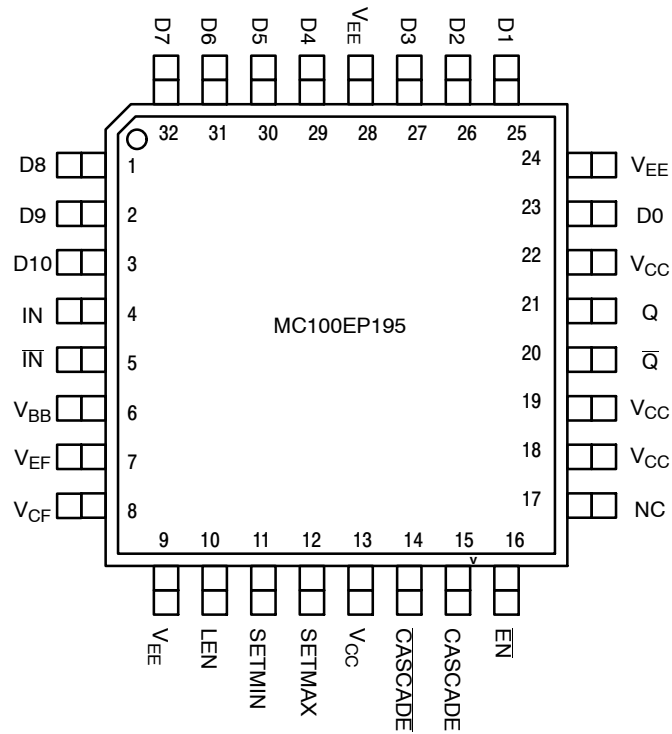 D7 D6 D5 D4 VEE D3 D2 D1
32 31 30 29 28 27 26 25
D8 1 24 VEE
D9 2 23 D0
D10 3 22 VCC
IN 4 21 Q
MC100EP195
I̅N̅ 5 20 Q̅
VBB 6 19 VCC
VEF 7 18 VCC
VCF 8 17 NC
9 10 11 12 13 14 15 16
v
VEE LEN SETMIN SETMAX VCC C̅A̅S̅C̅A̅D̅E̅ CASCADE E̅N̅